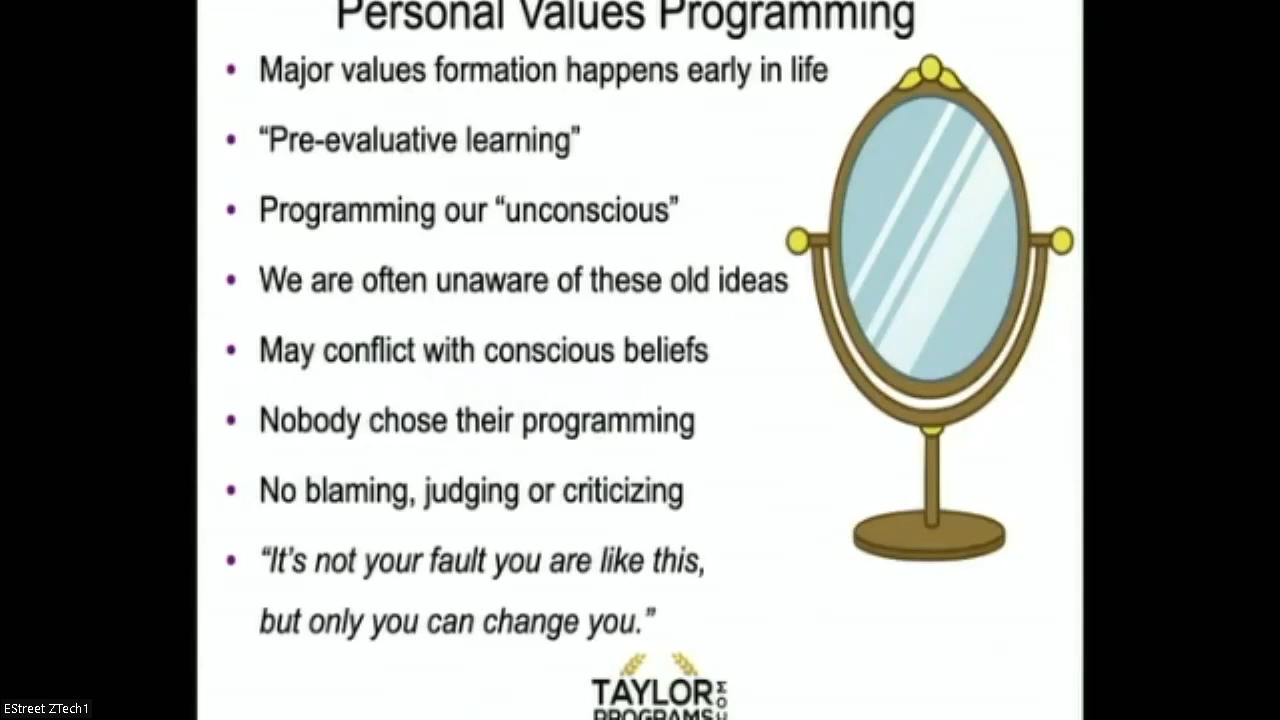 Personal Values Programming
• Major values formation happens early in life
• “Pre-evaluative learning”
• Programming our “unconscious”
• We are often unaware of these old ideas
• May conflict with conscious beliefs
• Nobody chose their programming
• No blaming, judging or criticizing
• “It’s not your fault you are like this,
but only you can change you.”
TAYLOR
PROGRAMS
EStreet ZTech1